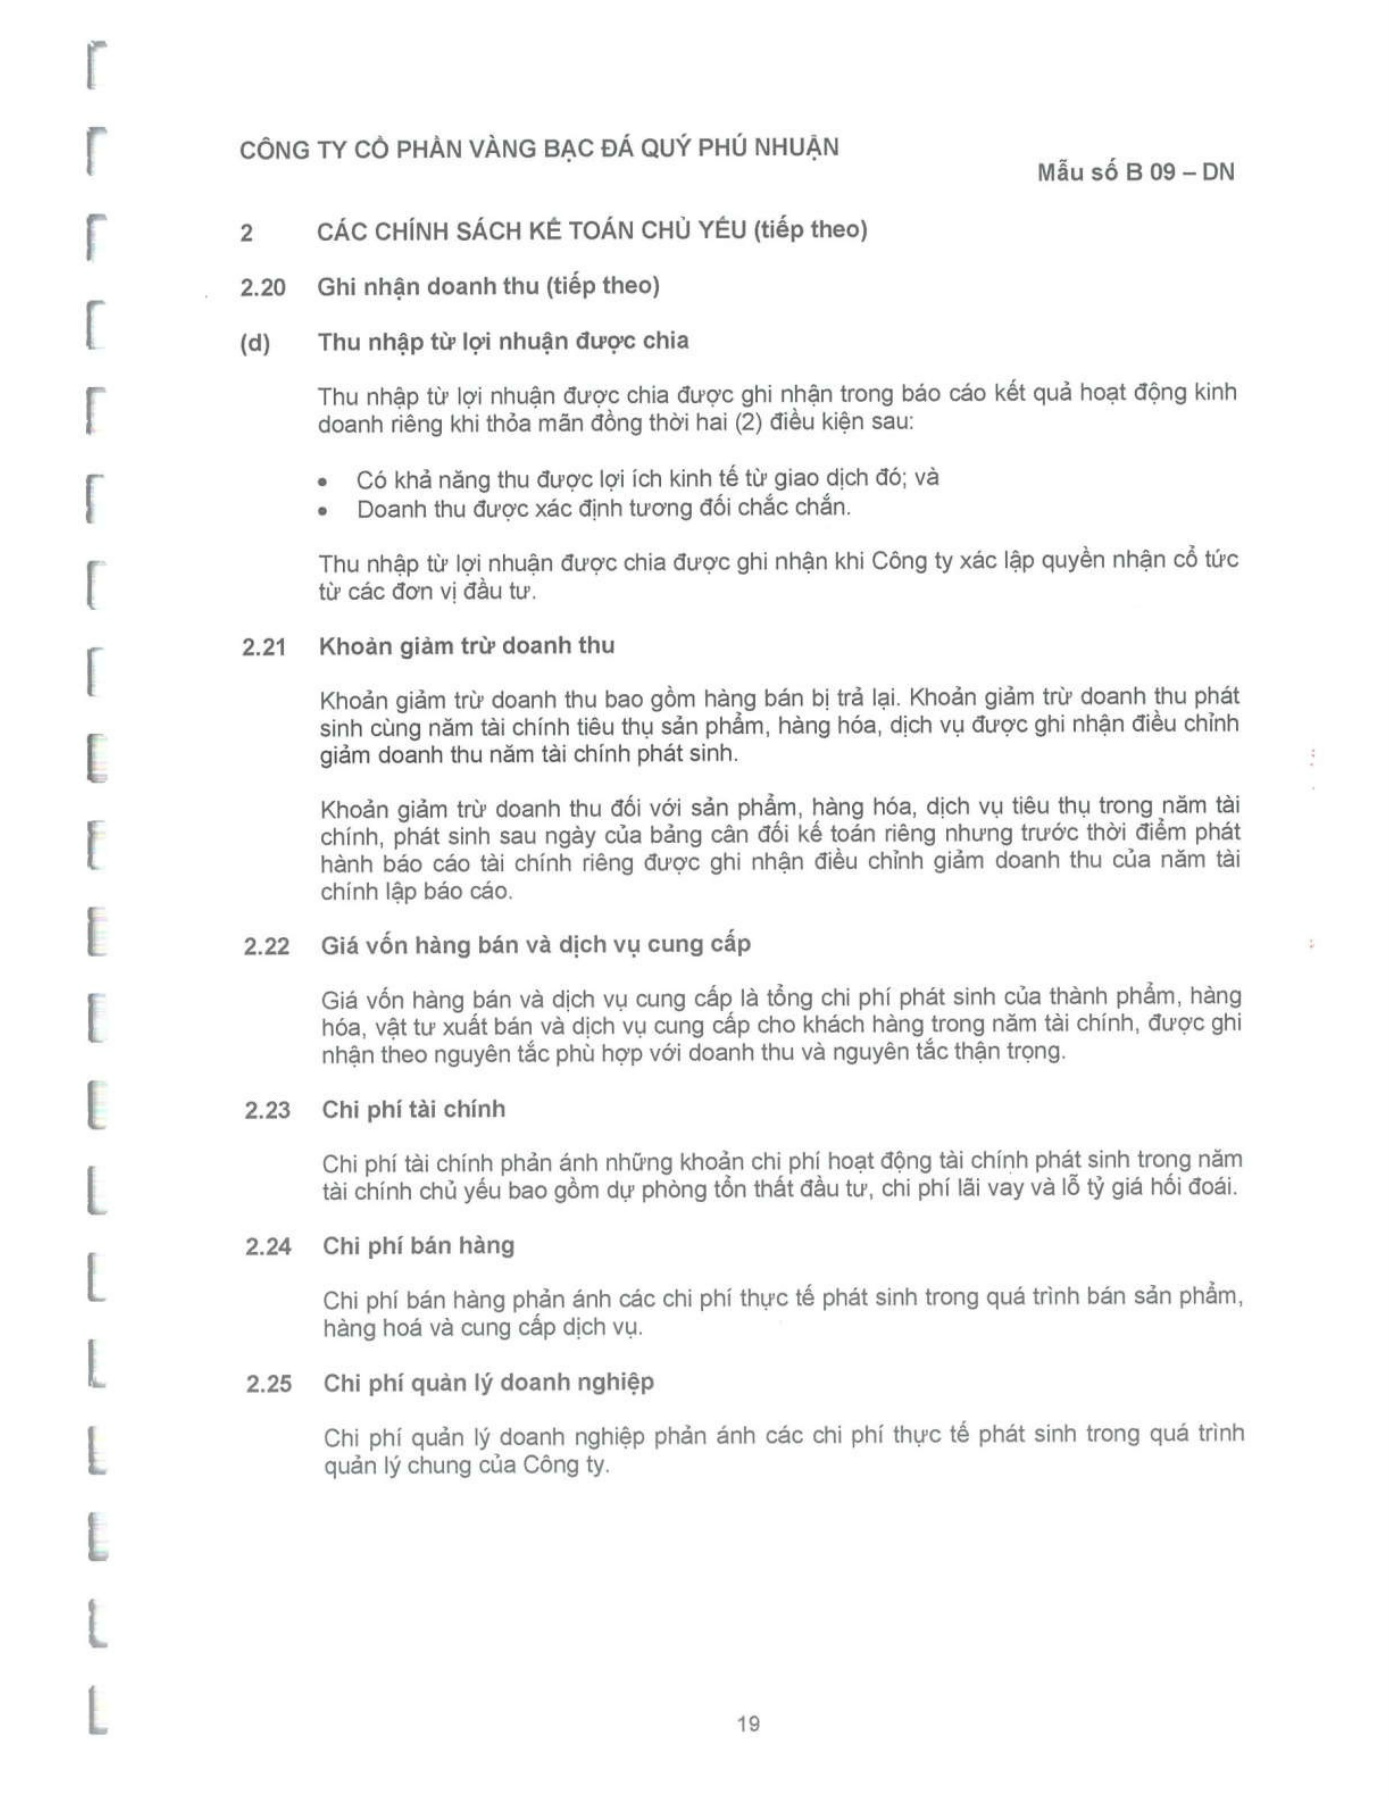 CÔNG TY CỔ PHẦN VÀNG BẠC ĐÁ QUÝ PHÚ NHUẬN
Mẫu số B 09 – DN
2 CÁC CHÍNH SÁCH KẾ TOÁN CHỦ YẾU (tiếp theo)
2.20 Ghi nhận doanh thu (tiếp theo)
(d) Thu nhập từ lợi nhuận được chia
Thu nhập từ lợi nhuận được chia được ghi nhận trong báo cáo kết quả hoạt động kinh
doanh riêng khi thỏa mãn đồng thời hai (2) điều kiện sau:
• Có khả năng thu được lợi ích kinh tế từ giao dịch đó; và
• Doanh thu được xác định tương đối chắc chắn.
Thu nhập từ lợi nhuận được chia được ghi nhận khi Công ty xác lập quyền nhận cổ tức
từ các đơn vị đầu tư.
2.21 Khoản giảm trừ doanh thu
Khoản giảm trừ doanh thu bao gồm hàng bán bị trả lại. Khoản giảm trừ doanh thu phát
sinh cùng năm tài chính tiêu thụ sản phẩm, hàng hóa, dịch vụ được ghi nhận điều chỉnh
giảm doanh thu năm tài chính phát sinh.
Khoản giảm trừ doanh thu đối với sản phẩm, hàng hóa, dịch vụ tiêu thụ trong năm tài
chính, phát sinh sau ngày của bảng cân đối kế toán riêng nhưng trước thời điểm phát
hành báo cáo tài chính riêng được ghi nhận điều chỉnh giảm doanh thu của năm tài
chính lập báo cáo.
2.22 Giá vốn hàng bán và dịch vụ cung cấp
Giá vốn hàng bán và dịch vụ cung cấp là tổng chi phí phát sinh của thành phẩm, hàng
hóa, vật tư xuất bán và dịch vụ cung cấp cho khách hàng trong năm tài chính, được ghi
nhận theo nguyên tắc phù hợp với doanh thu và nguyên tắc thận trọng.
2.23 Chi phí tài chính
Chi phí tài chính phản ánh những khoản chi phí hoạt động tài chính phát sinh trong năm
tài chính chủ yếu bao gồm dự phòng tổn thất đầu tư, chi phí lãi vay và lỗ tỷ giá hối đoái.
2.24 Chi phí bán hàng
Chi phí bán hàng phản ánh các chi phí thực tế phát sinh trong quá trình bán sản phẩm,
hàng hoá và cung cấp dịch vụ.
2.25 Chi phí quản lý doanh nghiệp
Chi phí quản lý doanh nghiệp phản ánh các chi phí thực tế phát sinh trong quá trình
quản lý chung của Công ty.
19